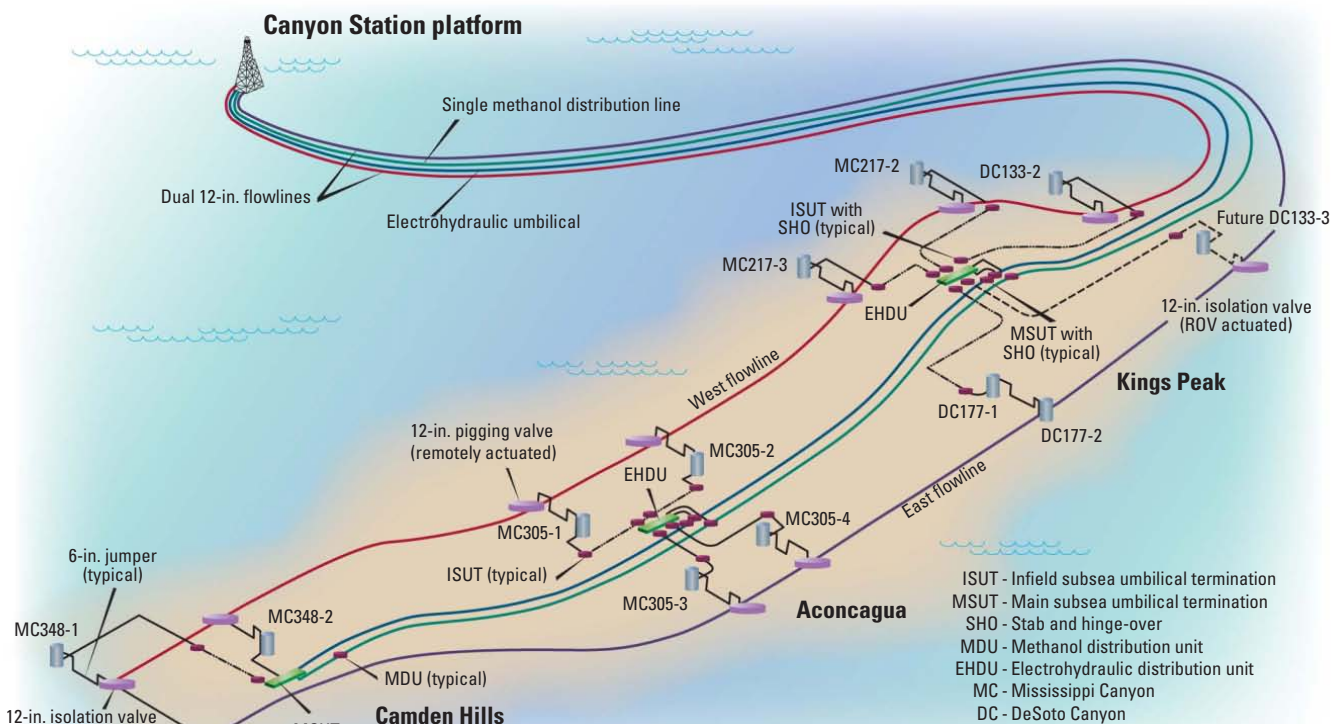 Canyon Station platform
Single methanol distribution line
Dual 12-in. flowlines
Electrohydraulic umbilical
MC217-2
DC133-2
ISUT with
SHO (typical)
Future DC133-3
MC217-3
EHDU
12-in. isolation valve
(ROV actuated)
MSUT with
SHO (typical)
West flowline
Kings Peak
DC177-1
DC177-2
12-in. pigging valve
(remotely actuated)
MC305-2
EHDU
East flowline
MC305-1
MC305-4
6-in. jumper
(typical)
ISUT (typical)
MC305-3
Aconcagua
MC348-1
MC348-2
MDU (typical)
12-in. isolation valve
Camden Hills
ISUT - Infield subsea umbilical termination
MSUT - Main subsea umbilical termination
SHO - Stab and hinge-over
MDU - Methanol distribution unit
EHDU - Electrohydraulic distribution unit
MC - Mississippi Canyon
DC - DeSoto Canyon